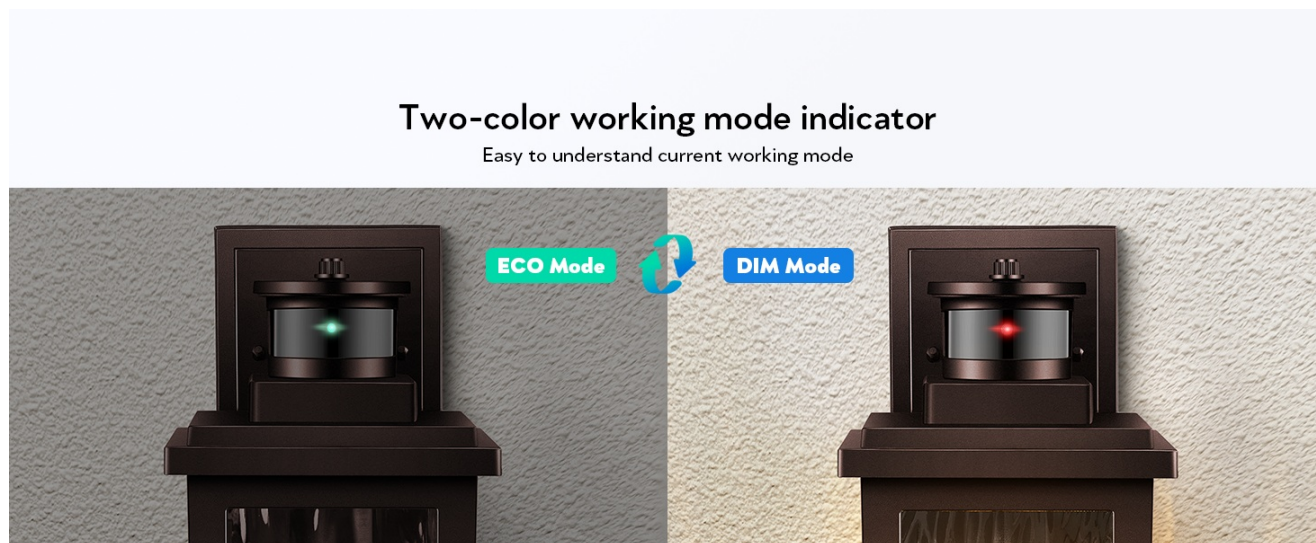 Two-color working mode indicator
Easy to understand current working mode
ECO Mode
DIM Mode